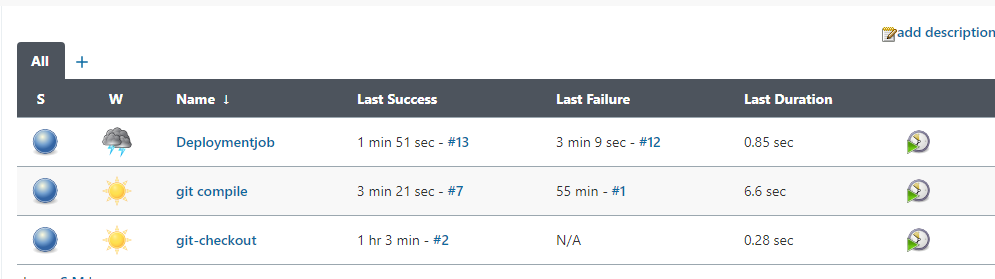 add description
All +
S W Name ↓ Last Success Last Failure Last Duration
Deploymentjob 1 min 51 sec - #13 3 min 9 sec - #12 0.85 sec
git compile 3 min 21 sec - #7 55 min - #1 6.6 sec
git-checkout 1 hr 3 min - #2 N/A 0.28 sec